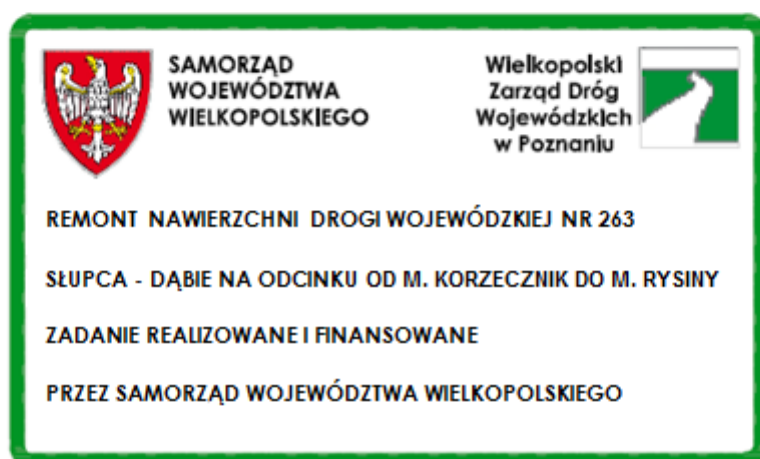 SAMORZĄD
WOJEWÓDZTWA
WIELKOPOLSKIEGO
Wielkopolski
Zarząd Dróg
Wojewódzkich
w Poznaniu
REMONT NAWIERZCHNI DROGI WOJEWÓDZKIEJ NR 263
SŁUPCA - DĄBIE NA ODCINKU OD M. KORZECZNIK DO M. RYSINY
ZADANIE REALIZOWANE I FINANSOWANE
PRZEZ SAMORZĄD WOJEWÓDZTWA WIELKOPOLSKIEGO